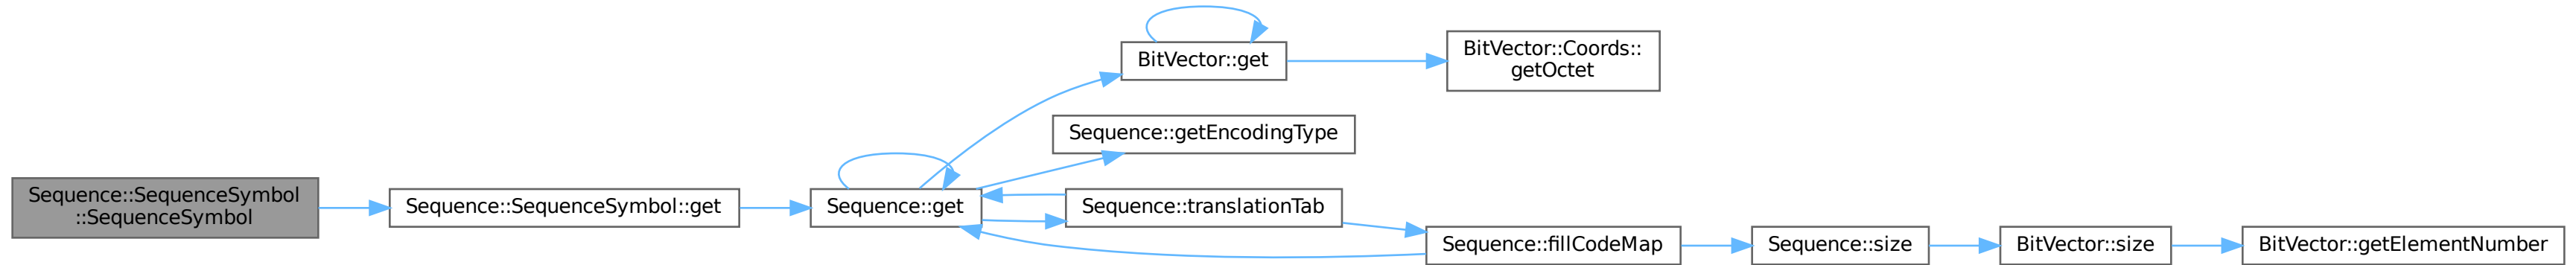 Sequence::SequenceSymbol
::SequenceSymbol
Sequence::SequenceSymbol::get
Sequence::get
BitVector::get
BitVector::Coords::
getOctet
Sequence::getEncodingType
Sequence::translationTab
Sequence::fillCodeMap
Sequence::size
BitVector::size
BitVector::getElementNumber